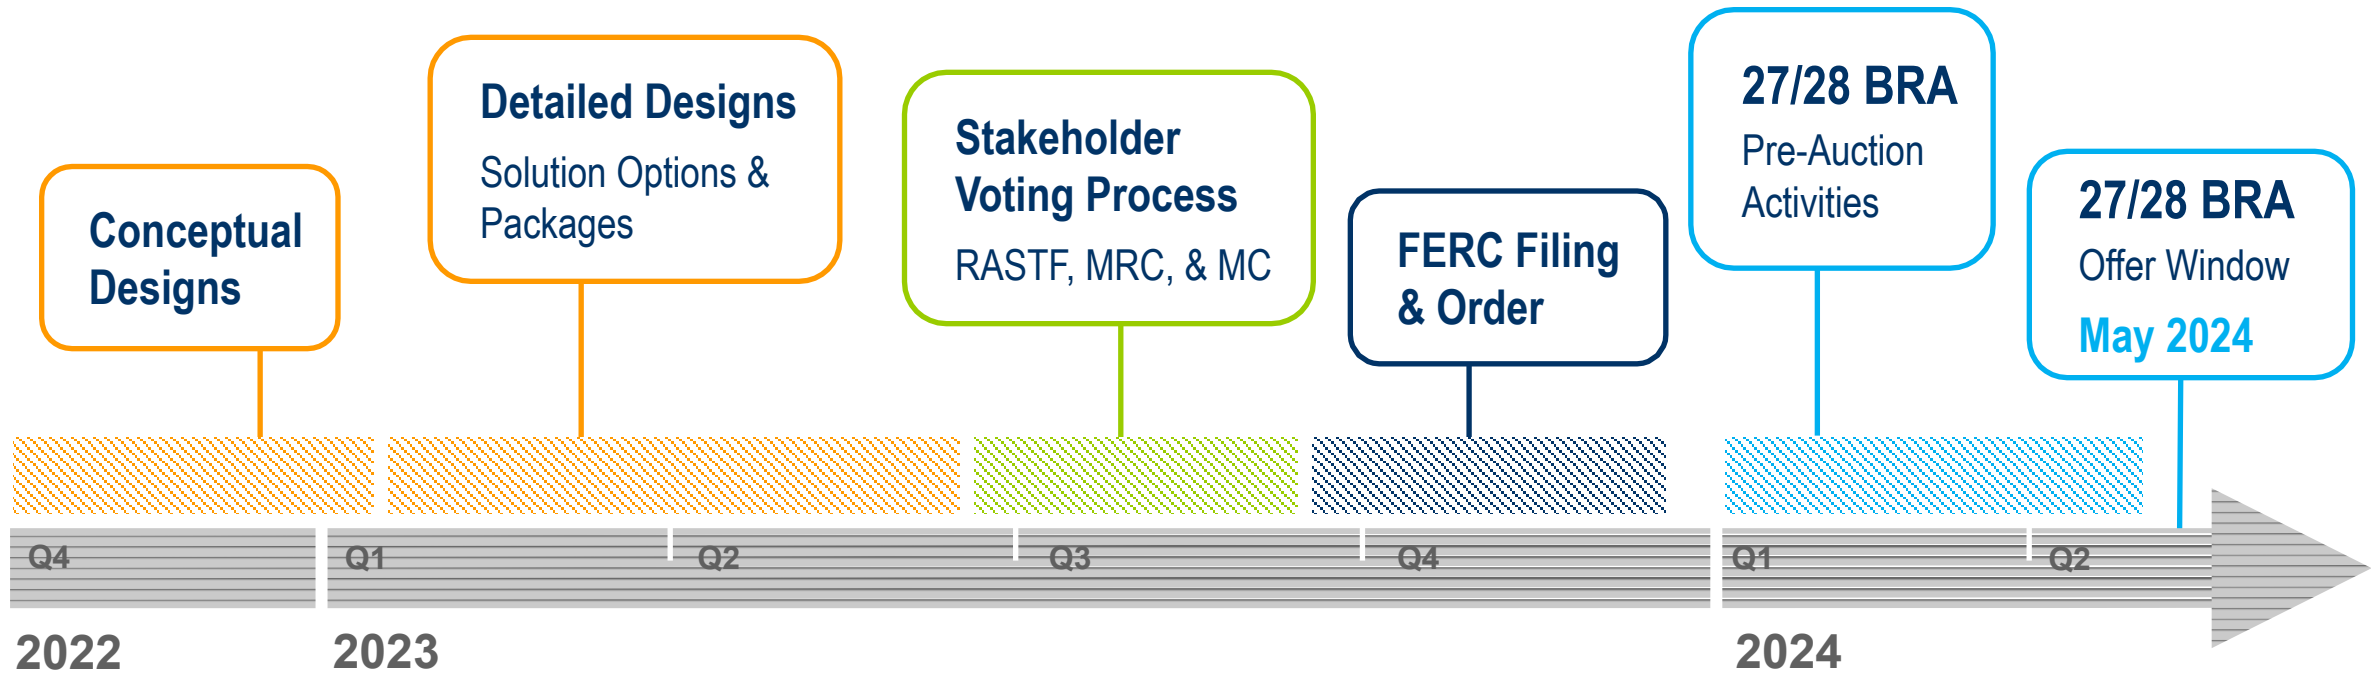 Conceptual
Designs
Detailed Designs
Solution Options &
Packages
Stakeholder
Voting Process
RASTF, MRC, & MC
FERC Filing
& Order
27/28 BRA
Pre-Auction
Activities
27/28 BRA
Offer Window
May 2024
Q4
Q1
Q2
Q3
Q4
Q1
Q2
2022
2023
2024